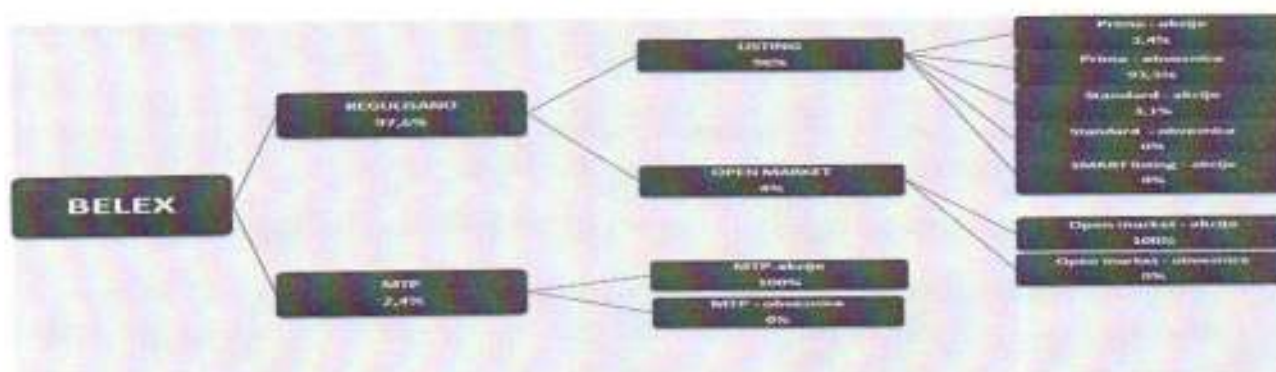 BELEX
REGULISANO
97,6%
MTP
2,4%
LISTING
96%
OPEN MARKET
4%
MTP-akcije
100%
MTP - obveznice
0%
Prime - akcije
3,4%
Prime - obveznice
93,5%
Standard - akcije
3,1%
Standard - obveznice
0%
SMART listing - akcije
0%
Open market - akcije
100%
Open market - obveznice
0%